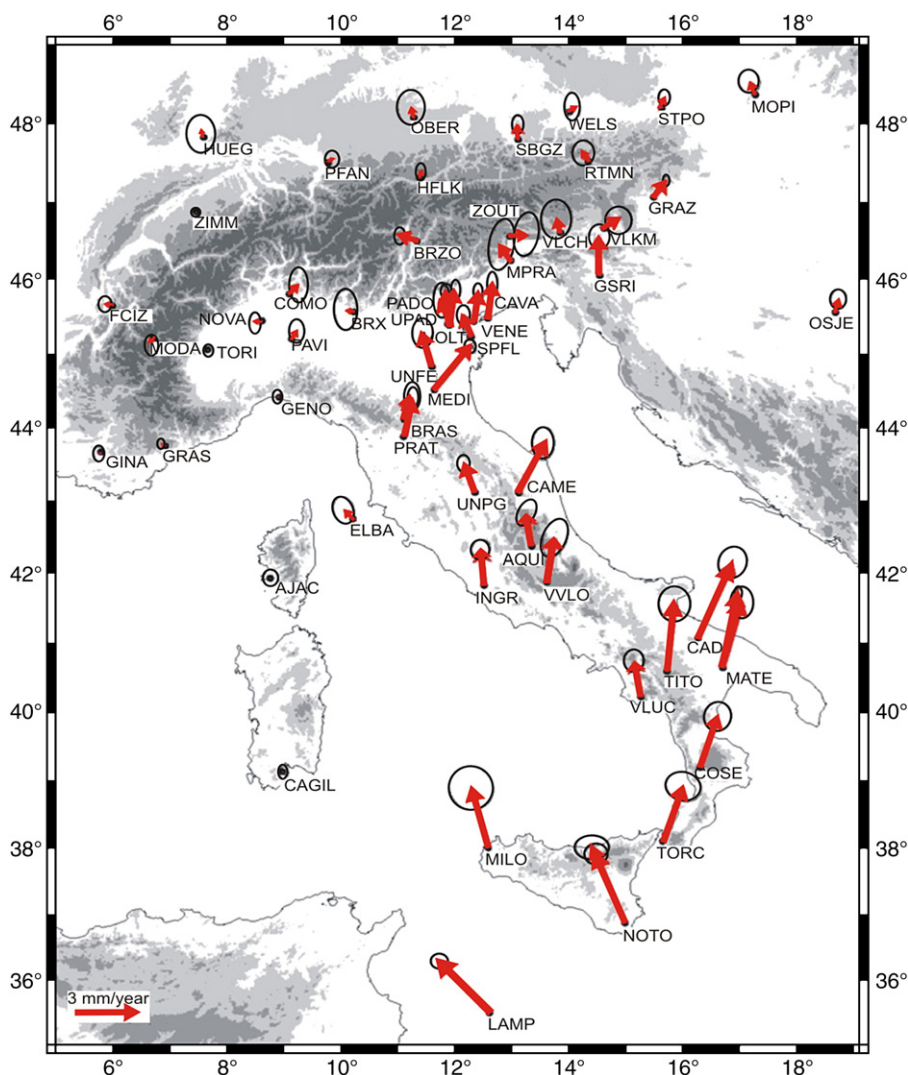 6° 8° 10° 12° 14° 16° 18°
48° 48°
46° 46°
44° 44°
42° 42°
40° 40°
38° 38°
36° 36°
6° 8° 10° 12° 14° 16° 18°
MOPI
STPO
WELS
OBER
SBGZ
HUEG
PFAN
RTMN
HFLK
GRAZ
ZIMM
ZOUT
VLCH
VLKM
BRZO
MPRA
GSRI
COMO
PADO
CAVA
FCIZ
NOVA
BRX
UPAD
VENE
OSJE
PAVI
MODA
TORI
OLT
SPFL
UNFE
MEDI
GENO
BRAS
PRAT
GINA
GRAS
CAME
UNPG
ELBA
AQUI
AJAC
INGR
VVLO
CAD
TITO
MATE
VLUC
COSE
CAGIL
MILO
TORC
NOTO
3 mm/year
LAMP